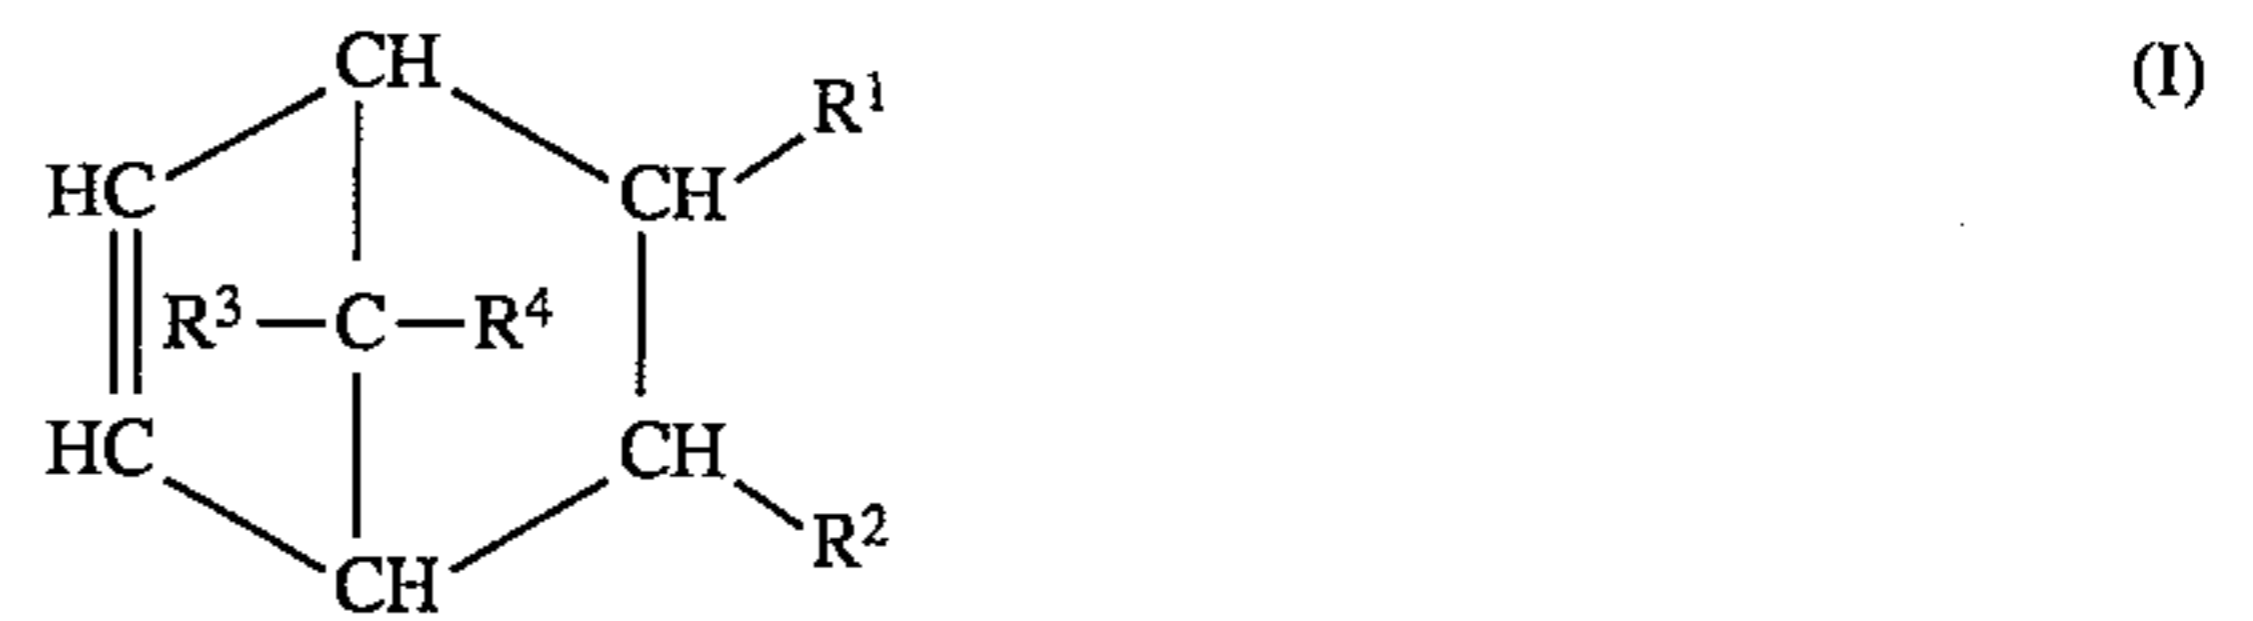 CH (I)
R¹
HC CH
R³ C R⁴
HC CH
R²
CH